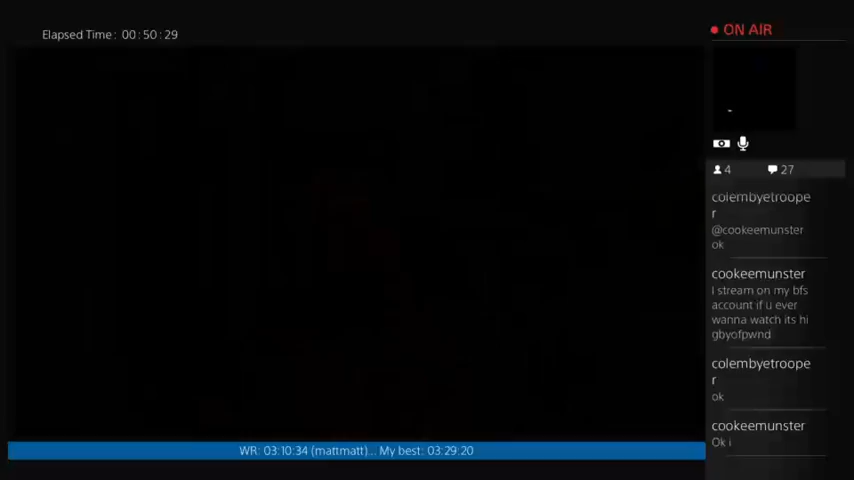 Elapsed Time: 00:50:29
ON AIR
4 27
colembyetroope
r
@cookeemunster
ok
cookeemunster
I stream on my bfs
account if u ever
wanna watch its hi
gbyofpwnd
colembyetroope
r
ok
cookeemunster
Ok i
WR: 03:10:34 (mattmatt)... My best: 03:29:20